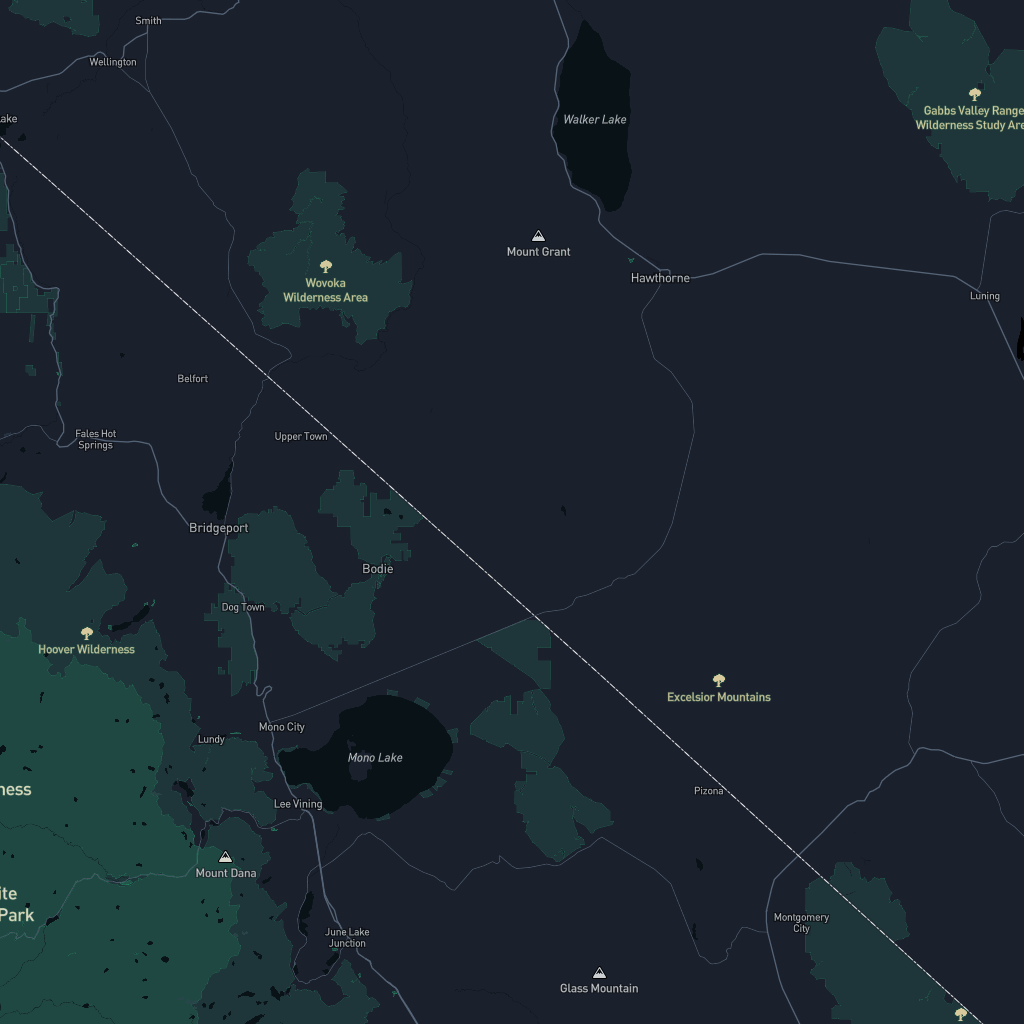 Smith
Wellington
Gabbs Valley Range
Wilderness Study Are
ake
Walker Lake
Mount Grant
Hawthorne
Wovoka
Wilderness Area
Luning
Belfort
Fales Hot
Springs
Upper Town
Bridgeport
Bodie
Dog Town
Hoover Wilderness
Excelsior Mountains
Mono City
Lundy
Mono Lake
ness
Pizona
Lee Vining
Mount Dana
ite
Park
Montgomery
City
June Lake
Junction
Glass Mountain